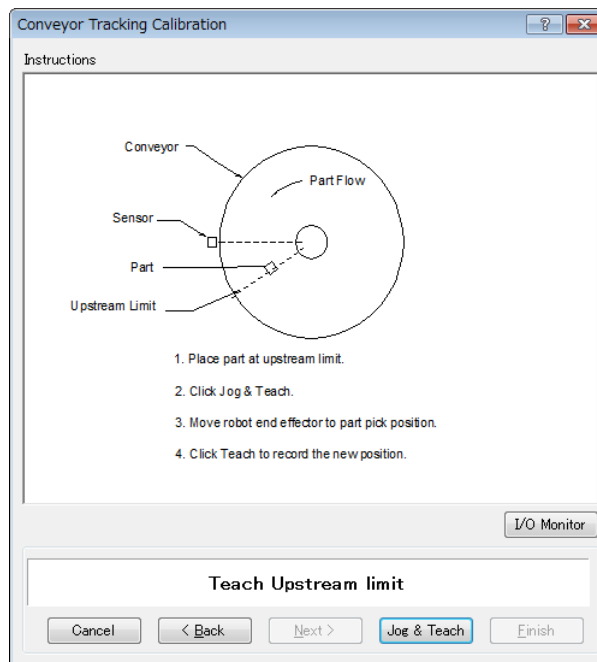 Conveyor Tracking Calibration
Instructions
Conveyor
Part Flow
Sensor
Part
Upstream Limit
1. Place part at upstream limit.
2. Click Jog & Teach.
3. Move robot end effector to part pick position.
4. Click Teach to record the new position.
I/O Monitor
Teach Upstream limit
Cancel
< Back
Next >
Jog & Teach
Finish